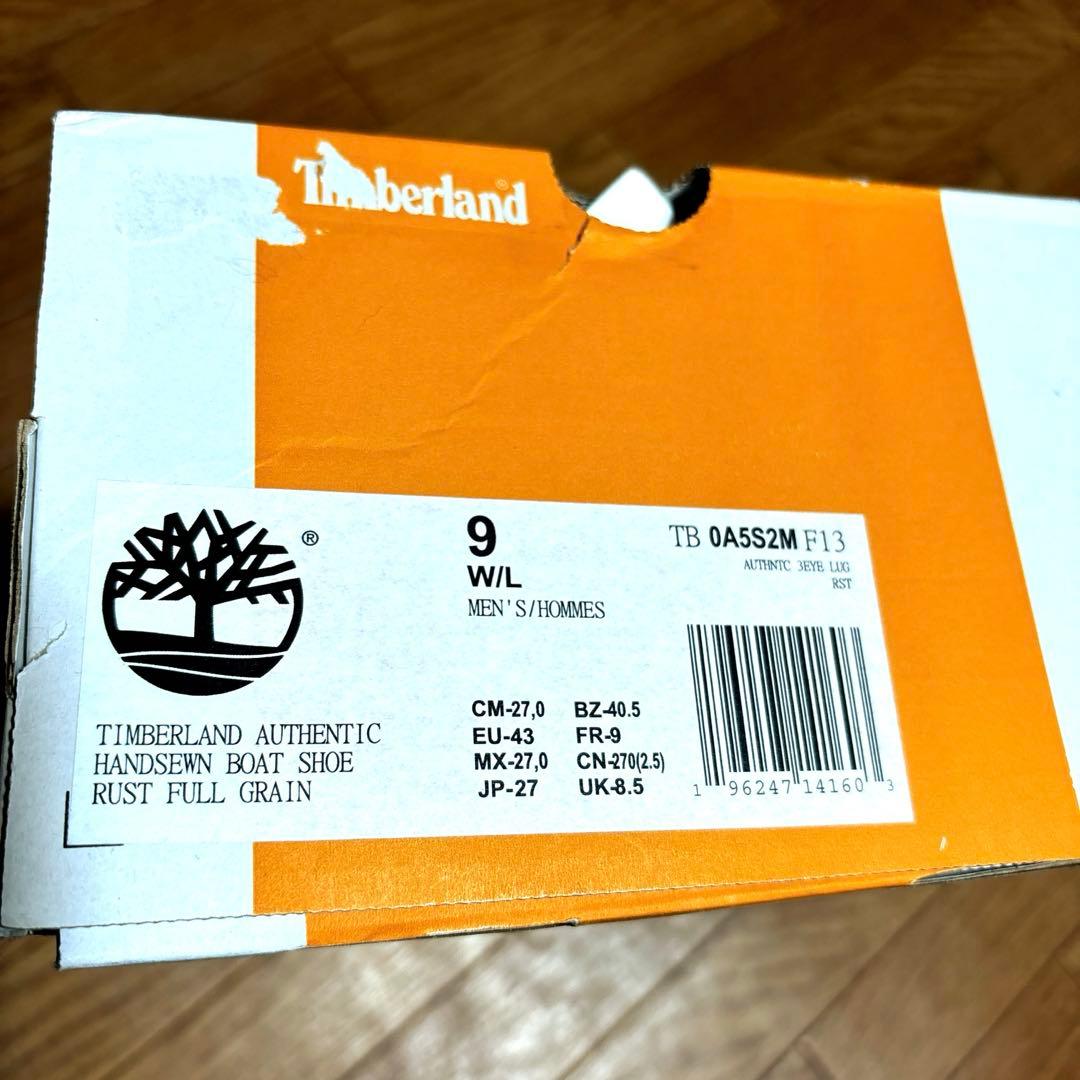 Timberland®
®
9
W/L
MEN'S/HOMMES
TB 0A5S2M F13
AUTHNTC 3EYE LUG
RST
TIMBERLAND AUTHENTIC
HANDSEWN BOAT SHOE
RUST FULL GRAIN
CM-27,0 BZ-40.5
EU-43 FR-9
MX-27,0 CN-270(2.5)
JP-27 UK-8.5
1 96247 14160 3